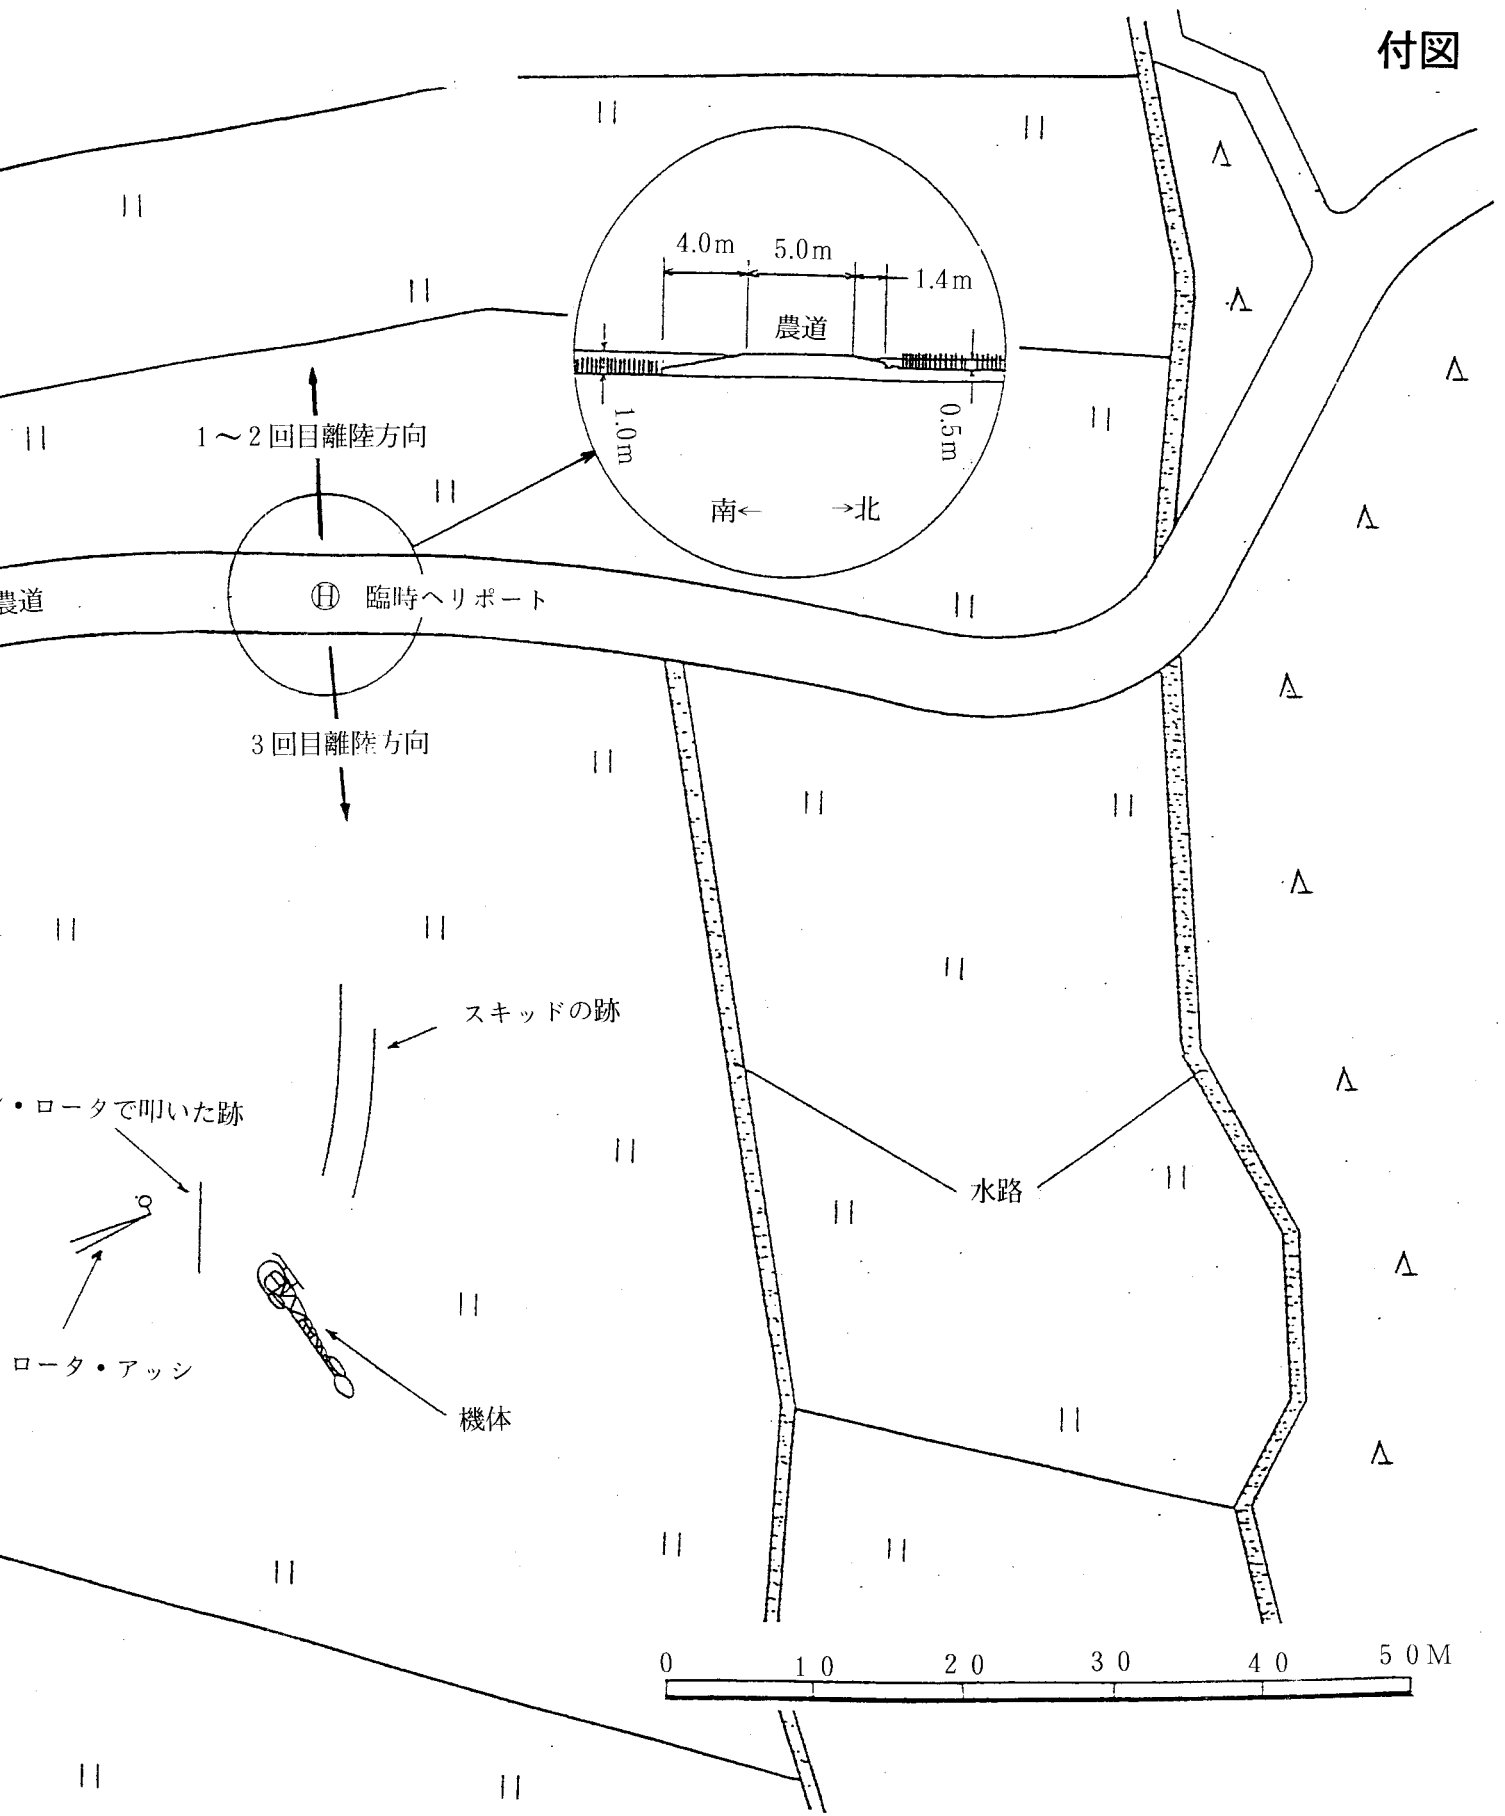 付図
4.0m
5.0m
1.4m
農道
1.0m
0.5m
南← →北
1～2回目離陸方向
農道
Ⓗ 臨時ヘリポート
3回目離陸方向
スキッドの跡
・ロータで叩いた跡
水路
ロータ・アッシ
機体
0 10 20 30 40 50M